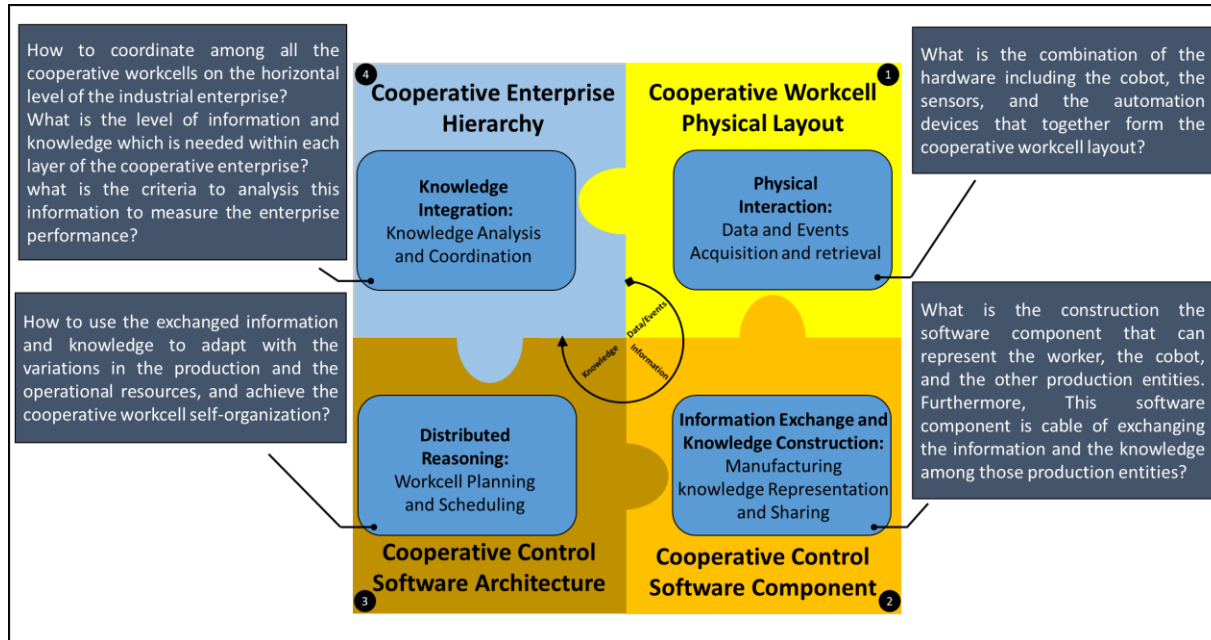 How to coordinate among all the
cooperative workcells on the horizontal
level of the industrial enterprise?
What is the level of information and
knowledge which is needed within each
layer of the cooperative enterprise?
what is the criteria to analysis this
information to measure the enterprise
performance?
4
Cooperative Enterprise
Hierarchy
Knowledge
Integration:
Knowledge Analysis
and Coordination
1
Cooperative Workcell
Physical Layout
Physical
Interaction:
Data and Events
Acquisition and retrieval
What is the combination of the
hardware including the cobot, the
sensors, and the automation
devices that together form the
cooperative workcell layout?
Data/Events
Information
Knowledge
How to use the exchanged information
and knowledge to adapt with the
variations in the production and the
operational resources, and achieve the
cooperative workcell self-organization?
Distributed
Reasoning:
Workcell Planning
and Scheduling
Cooperative Control
Software Architecture
3
Information Exchange and
Knowledge Construction:
Manufacturing
knowledge Representation
and Sharing
Cooperative Control
Software Component
2
What is the construction the
software component that can
represent the worker, the cobot,
and the other production entities.
Furthermore, This software
component is cable of exchanging
the information and the knowledge
among those production entities?